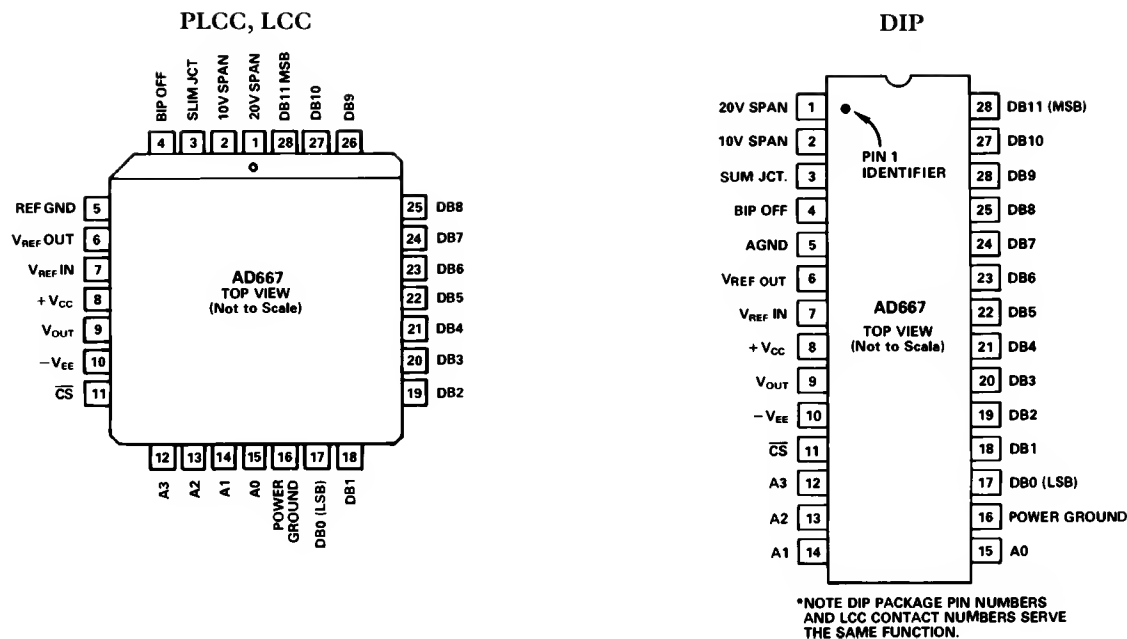 PLCC, LCC
BIP OFF
SLIM JCT
10V SPAN
20V SPAN
DB11 MSB
DB10
DB9
4 3 2 1 28 27 26
REF GND 5
25 DB8
VREF OUT 6
24 DB7
VREF IN 7
23 DB6
+ VCC 8
22 DB5
VOUT 9
21 DB4
− VEE 10
20 DB3
CS 11
19 DB2
AD667
TOP VIEW
(Not to Scale)
12 13 14 15 16 17 18
A3
A2
A1
A0
POWER
GROUND
DB0 (LSB)
DB1
DIP
20V SPAN 1
28 DB11 (MSB)
10V SPAN 2
27 DB10
SUM JCT. 3
28 DB9
BIP OFF 4
25 DB8
AGND 5
24 DB7
VREF OUT 6
23 DB6
VREF IN 7
22 DB5
+ VCC 8
21 DB4
VOUT 9
20 DB3
− VEE 10
19 DB2
CS 11
18 DB1
A3 12
17 DB0 (LSB)
A2 13
16 POWER GROUND
A1 14
15 A0
PIN 1
IDENTIFIER
AD667
TOP VIEW
(Not to Scala)
*NOTE DIP PACKAGE PIN NUMBERS
AND LCC CONTACT NUMBERS SERVE
THE SAME FUNCTION.